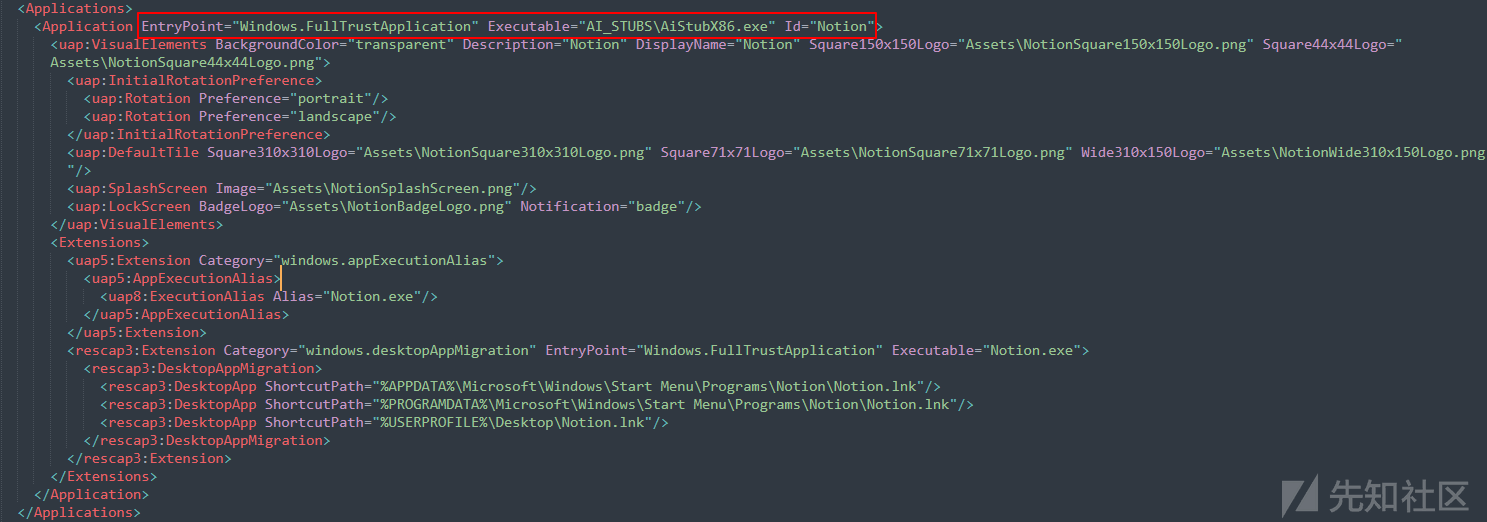 <Applications>
<Application EntryPoint="Windows.FullTrustApplication" Executable="AI_STUBS\AiStubX86.exe" Id="Notion">
<uap:VisualElements BackgroundColor="transparent" Description="Notion" DisplayName="Notion" Square150x150Logo="Assets\NotionSquare150x150Logo.png" Square44x44Logo="
Assets\NotionSquare44x44Logo.png">
<uap:InitialRotationPreference>
<uap:Rotation Preference="portrait"/>
<uap:Rotation Preference="landscape"/>
</uap:InitialRotationPreference>
<uap:DefaultTile Square310x310Logo="Assets\NotionSquare310x310Logo.png" Square71x71Logo="Assets\NotionSquare71x71Logo.png" Wide310x150Logo="Assets\NotionWide310x150Logo.png
"/>
<uap:SplashScreen Image="Assets\NotionSplashScreen.png"/>
<uap:LockScreen BadgeLogo="Assets\NotionBadgeLogo.png" Notification="badge"/>
</uap:VisualElements>
<Extensions>
<uap5:Extension Category="windows.appExecutionAlias">
<uap5:AppExecutionAlias>
<uap8:ExecutionAlias Alias="Notion.exe"/>
</uap5:AppExecutionAlias>
</uap5:Extension>
<rescap3:Extension Category="windows.desktopAppMigration" EntryPoint="Windows.FullTrustApplication" Executable="Notion.exe">
<rescap3:DesktopAppMigration>
<rescap3:DesktopApp ShortcutPath="%APPDATA%\Microsoft\Windows\Start Menu\Programs\Notion\Notion.lnk"/>
<rescap3:DesktopApp ShortcutPath="%PROGRAMDATA%\Microsoft\Windows\Start Menu\Programs\Notion\Notion.lnk"/>
<rescap3:DesktopApp ShortcutPath="%USERPROFILE%\Desktop\Notion.lnk"/>
</rescap3:DesktopAppMigration>
</rescap3:Extension>
</Extensions>
</Application>
</Applications>
先知社区